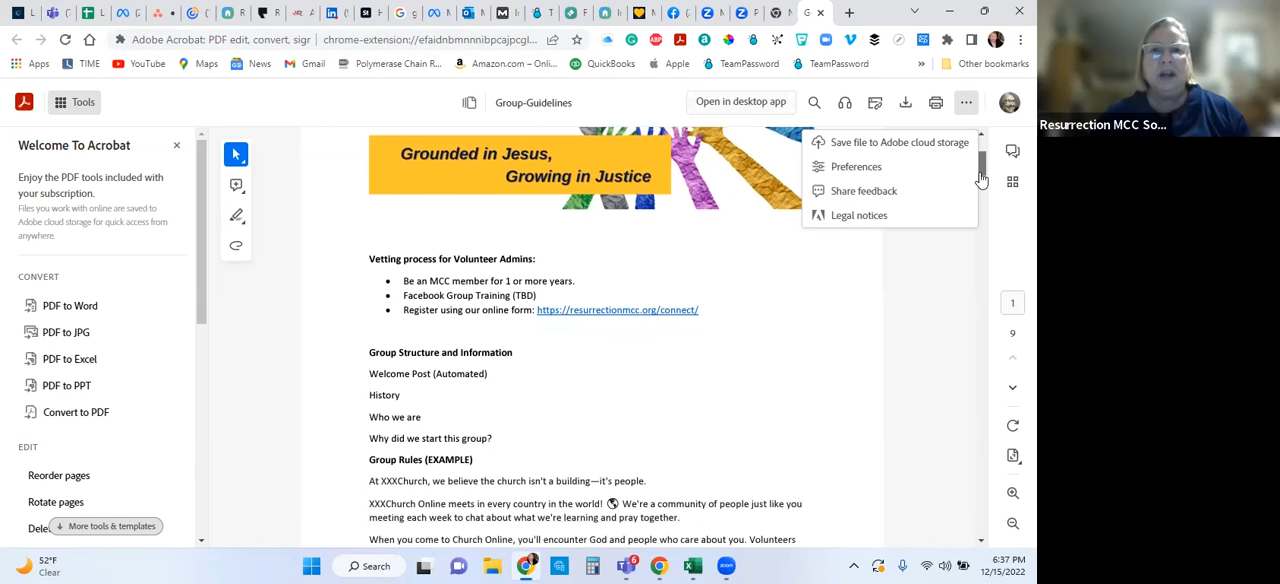 Adobe Acrobat: PDF edit, convert, sigr
chrome-extension://efaidnbmnnnibpcajpcgl...
Apps
TIME
YouTube
Maps
News
Gmail
Polymerase Chain R...
Amazon.com – Onli...
QuickBooks
Apple
TeamPassword
TeamPassword
»
Other bookmarks
Tools
Group-Guidelines
Open in desktop app
Resurrection MCC So...
Welcome To Acrobat
Enjoy the PDF tools included with
your subscription.
Files you work with online are saved to
Adobe cloud storage for quick access from
anywhere.
CONVERT
PDF to Word
PDF to JPG
PDF to Excel
PDF to PPT
Convert to PDF
EDIT
Reorder pages
Rotate pages
More tools & templates
Grounded in Jesus,
Growing in Justice
Save file to Adobe cloud storage
Preferences
Share feedback
Legal notices
Vetting process for Volunteer Admins:
• Be an MCC member for 1 or more years.
• Facebook Group Training (TBD)
• Register using our online form: https://resurrectionmcc.org/connect/
Group Structure and Information
Welcome Post (Automated)
History
Who we are
Why did we start this group?
Group Rules (EXAMPLE)
At XXXChurch, we believe the church isn't a building—it's people.
XXXChurch Online meets in every country in the world! 🌎 We're a community of people just like you
meeting each week to chat about what we're learning and pray together.
When you come to Church Online, you'll encounter God and people who care about you. Volunteers
1
9
52°F
Clear
Search
6
6:37 PM
12/15/2022